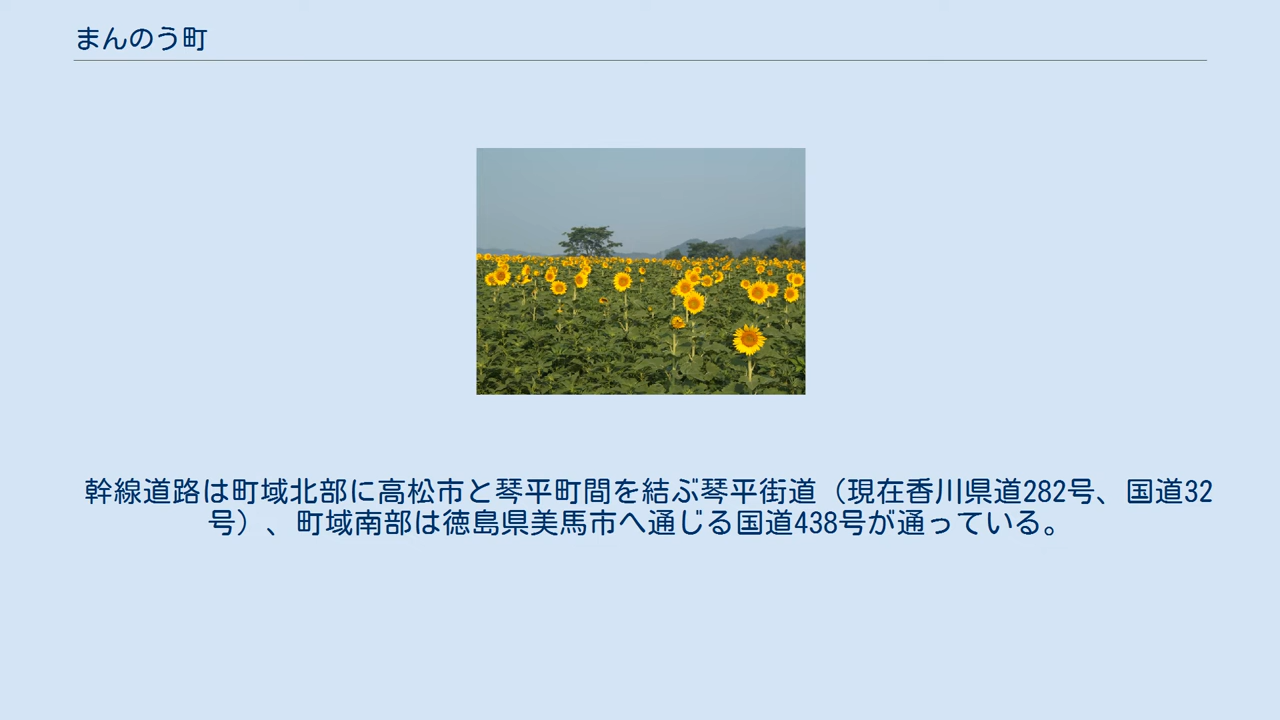 まんのう町
幹線道路は町域北部に高松市と琴平町間を結ぶ琴平街道（現在香川県道282号、国道32
号）、町域南部は徳島県美馬市へ通じる国道438号が通っている。